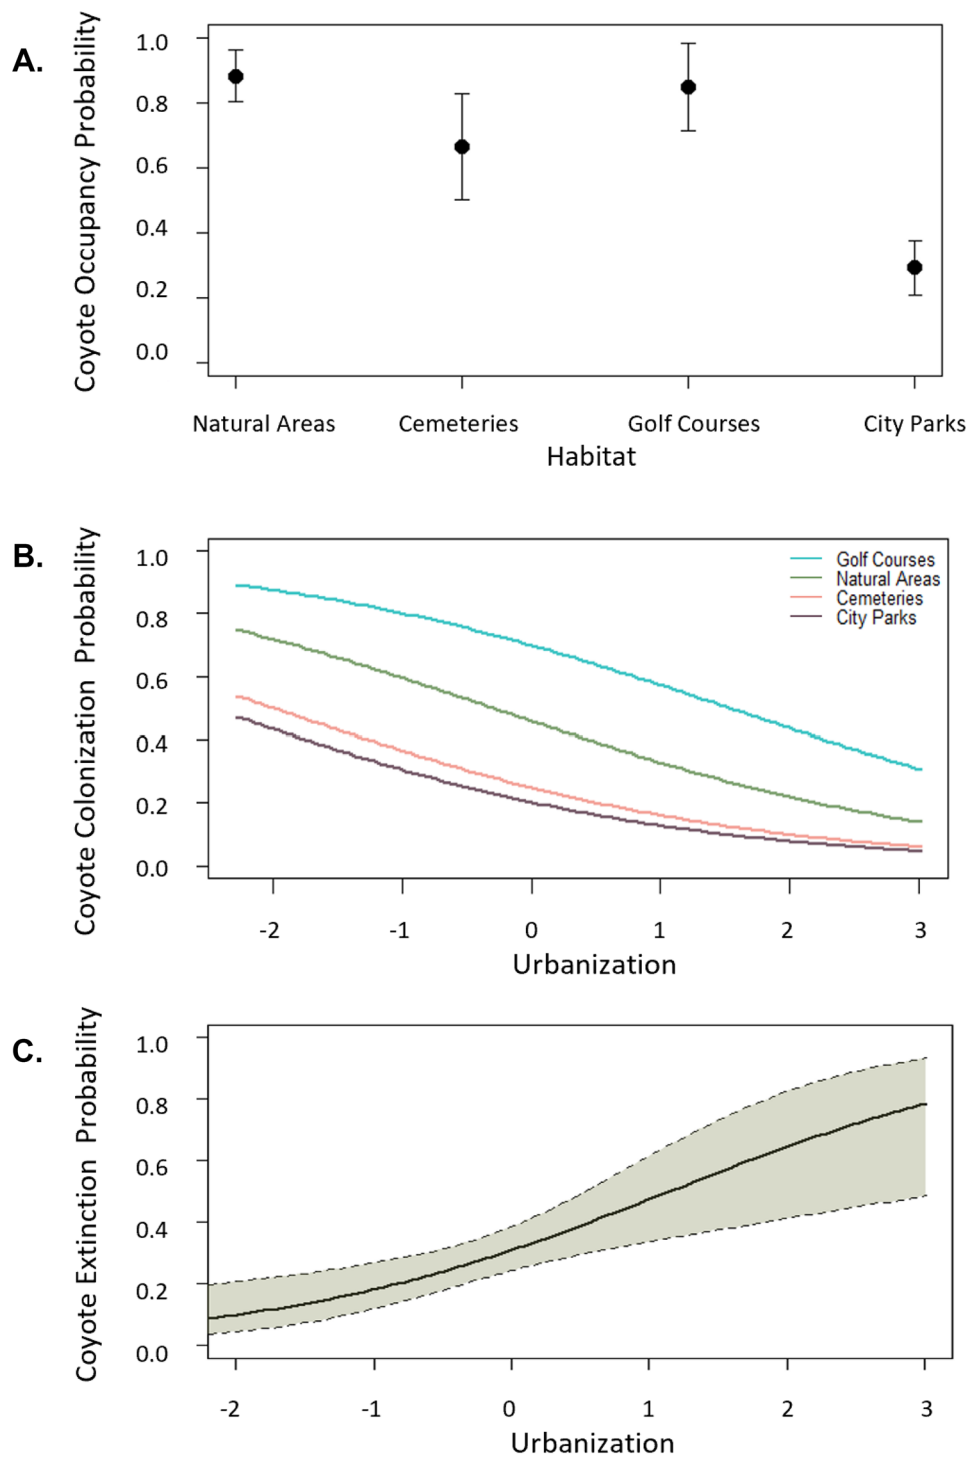 A.
Coyote Occupancy Probability
1.0
0.8
0.6
0.4
0.2
0.0
Natural Areas Cemeteries Golf Courses City Parks
Habitat
B.
Coyote Colonization Probability
1.0
0.8
0.6
0.4
0.2
0.0
Golf Courses
Natural Areas
Cemeteries
City Parks
-2 -1 0 1 2 3
Urbanization
C.
Coyote Extinction Probability
1.0
0.8
0.6
0.4
0.2
0.0
-2 -1 0 1 2 3
Urbanization